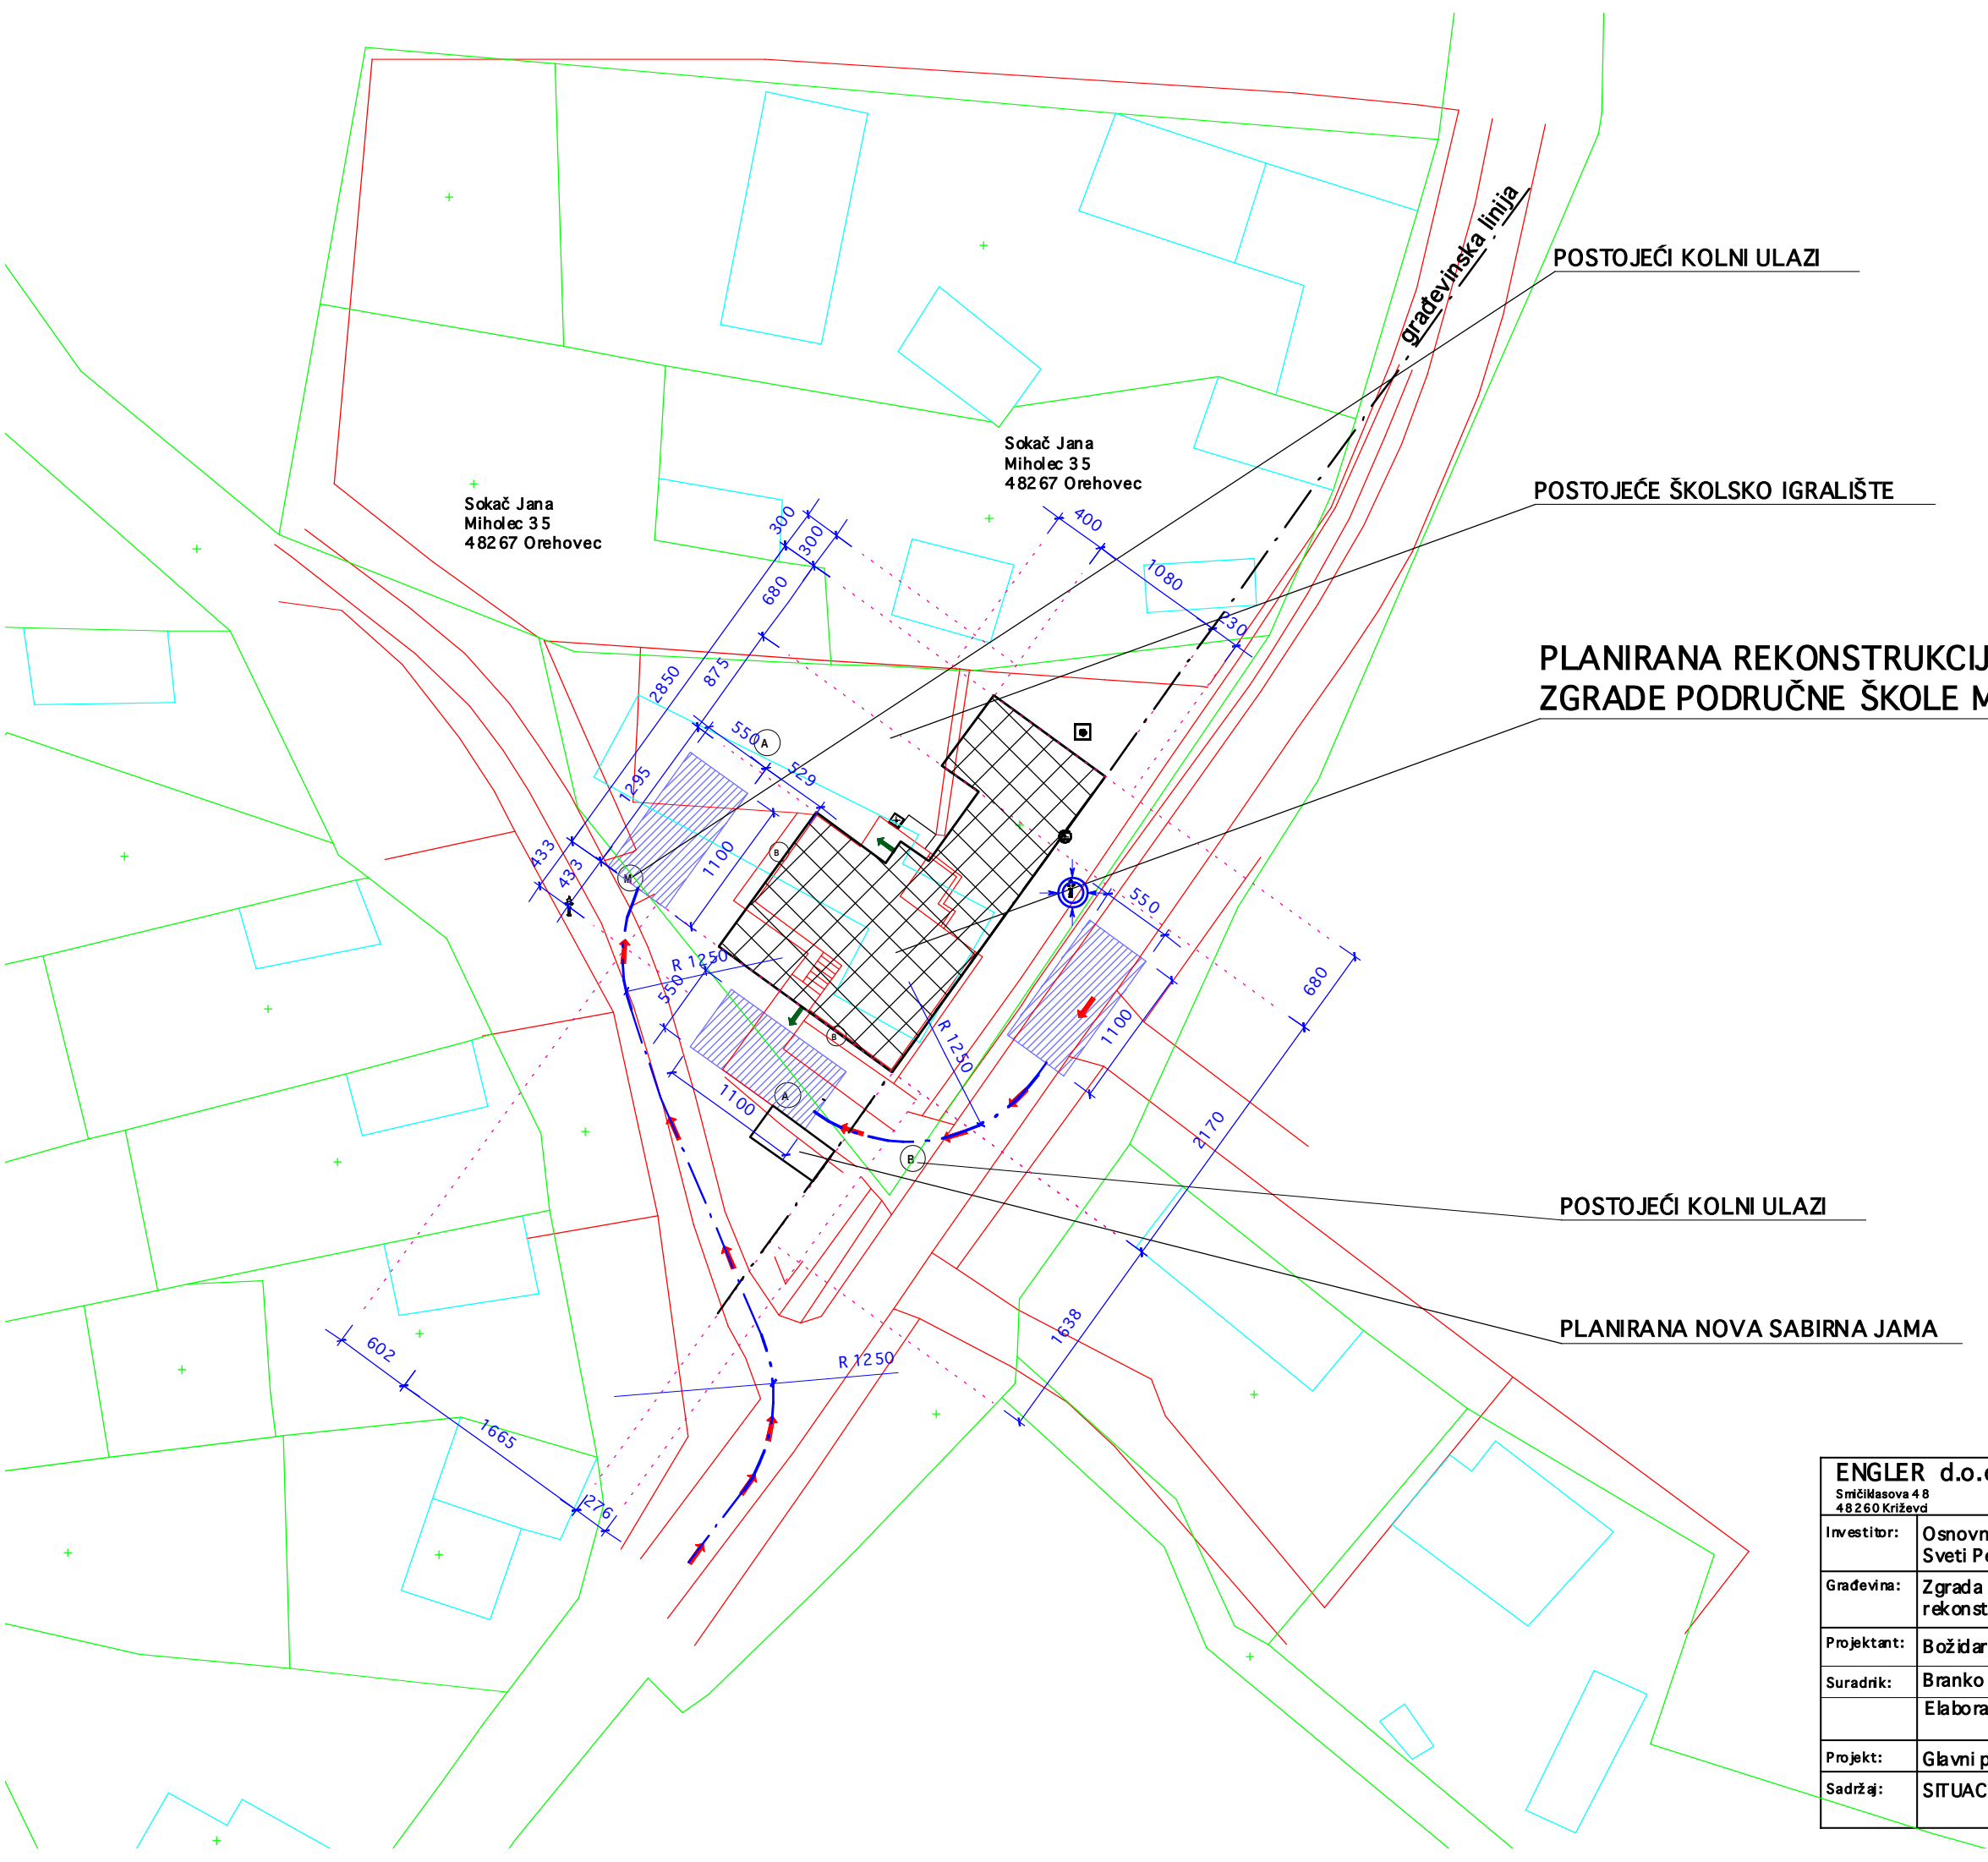 građevinska linija
POSTOJEĆI KOLNI ULAZI
Sokač Jana
Miholec 35
48267 Orehovec
Sokač Jana
Miholec 35
48267 Orehovec
POSTOJEĆE ŠKOLSKO IGRALIŠTE
PLANIRANA REKONSTRUKCIJ
ZGRADE PODRUČNE ŠKOLE M
300
300
680
400
1080
230
2850
875
550
529
1295
1100
433
433
A
B
M
R 1250
550
550
680
1100
R 1250
B
A
1100
B
2170
POSTOJEĆI KOLNI ULAZI
PLANIRANA NOVA SABIRNA JAMA
1638
R 1250
602
1665
276
ENGLER d.o.o
Smičiklasova 48
48260 Križevci
Investitor:
Osnovn
Sveti Pe
Građevina:
Zgrada
rekonst
Projektant:
Božidar
Suradnik:
Branko
Elabora
Projekt:
Glavni p
Sadržaj:
SITUAC